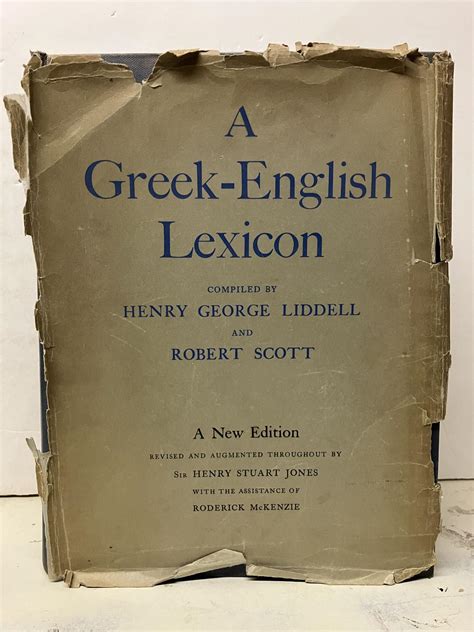 A
Greek-English
Lexicon
COMPILED BY
HENRY GEORGE LIDDELL
AND
ROBERT SCOTT
A New Edition
REVISED AND AUGMENTED THROUGHOUT BY
SIR HENRY STUART JONES
WITH THE ASSISTANCE OF
RODERICK McKENZIE